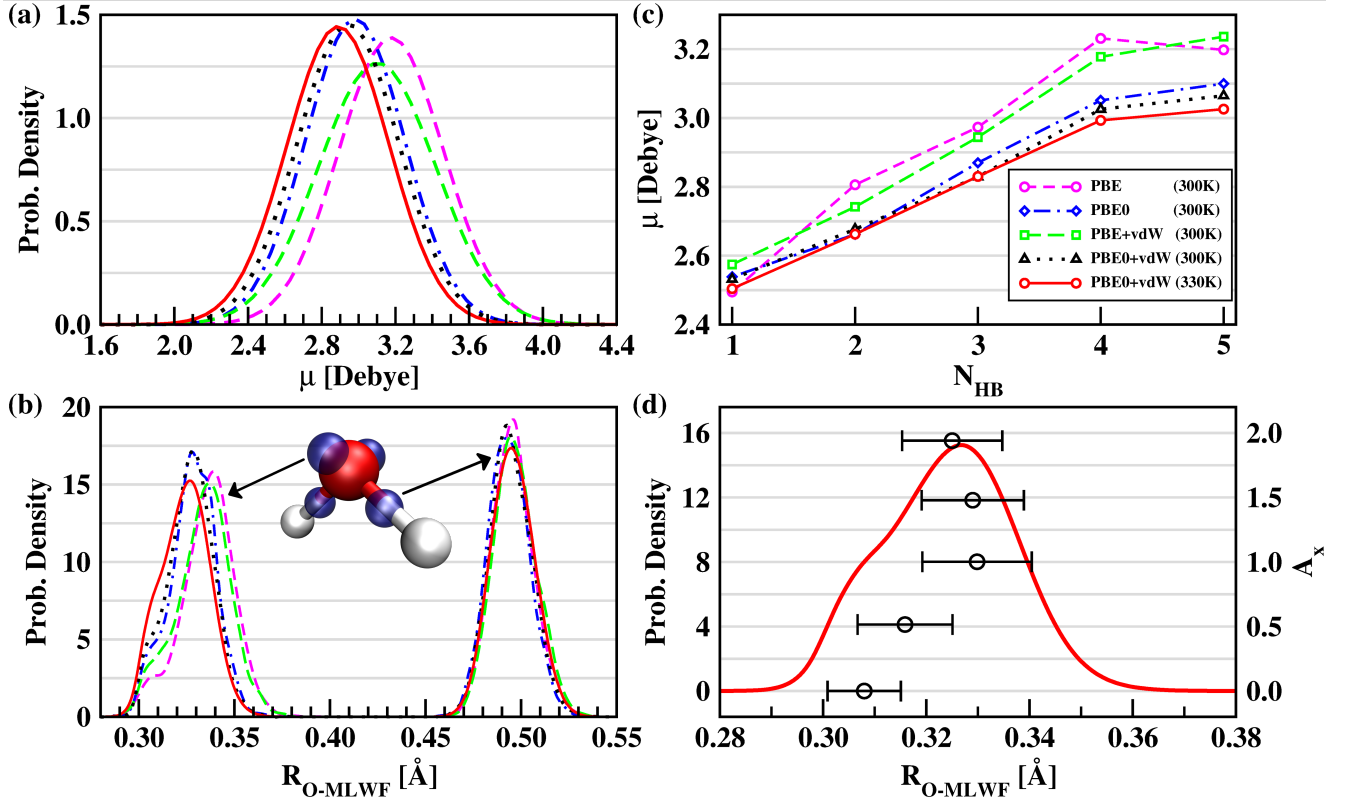 (a)
1.5
1.0
0.5
0.0
Prob. Density
1.6 2.0 2.4 2.8 3.2 3.6 4.0 4.4
μ [Debye]
(c)
3.2
3.0
2.8
2.6
2.4
μ [Debye]
PBE (300K)
PBE0 (300K)
PBE+vdW (300K)
PBE0+vdW (300K)
PBE0+vdW (330K)
1 2 3 4 5
N_HB
(b)
20
15
10
5
0
Prob. Density
0.30 0.35 0.40 0.45 0.50 0.55
R_O-MLWF [Å]
(d)
16
12
8
4
0
Prob. Density
2.0
1.5
1.0
0.5
0.0
A_x
0.28 0.30 0.32 0.34 0.36 0.38
R_O-MLWF [Å]